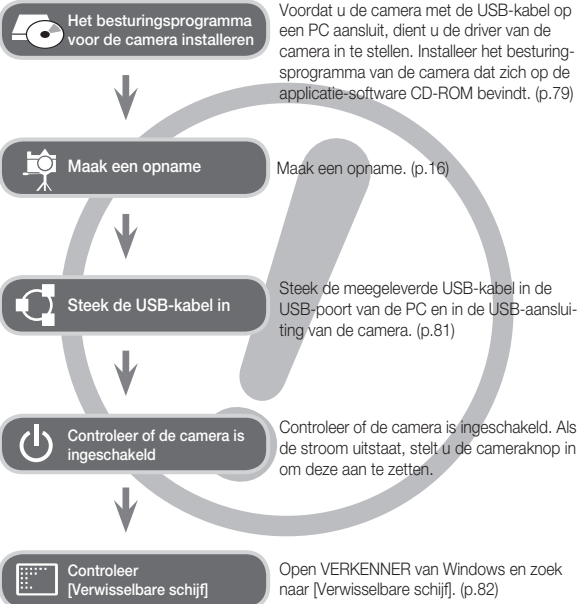 Het besturingsprogramma
voor de camera installeren
Voordat u de camera met de USB-kabel op
een PC aansluit, dient u de driver van de
camera in te stellen. Installeer het besturing-
sprogramma van de camera dat zich op de
applicatie-software CD-ROM bevindt. (p.79)
Maak een opname
Maak een opname. (p.16)
Steek de USB-kabel in
Steek de meegeleverde USB-kabel in de
USB-poort van de PC en in de USB-aanslui-
ting van de camera. (p.81)
Controleer of de camera is
ingeschakeld
Controleer of de camera is ingeschakeld. Als
de stroom uitstaat, stelt u de cameraknop in
om deze aan te zetten.
Controleer
[Verwisselbare schijf]
Open VERKENNER van Windows en zoek
naar [Verwisselbare schijf]. (p.82)